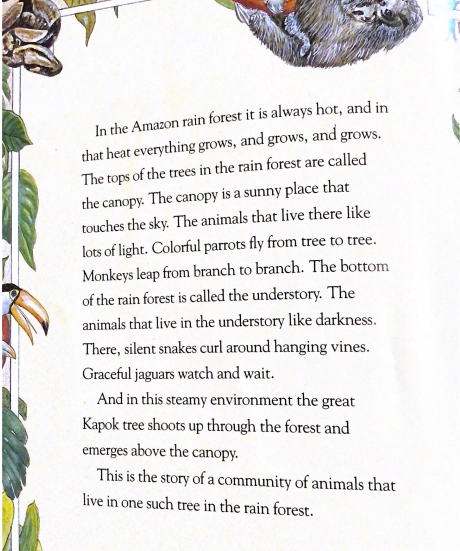 In the Amazon rain forest it is always hot, and in
that heat everything grows, and grows, and grows.
The tops of the trees in the rain forest are called
the canopy. The canopy is a sunny place that
touches the sky. The animals that live there like
lots of light. Colorful parrots fly from tree to tree.
Monkeys leap from branch to branch. The bottom
of the rain forest is called the understory. The
animals that live in the understory like darkness.
There, silent snakes curl around hanging vines.
Graceful jaguars watch and wait.
And in this steamy environment the great
Kapok tree shoots up through the forest and
emerges above the canopy.
This is the story of a community of animals that
live in one such tree in the rain forest.